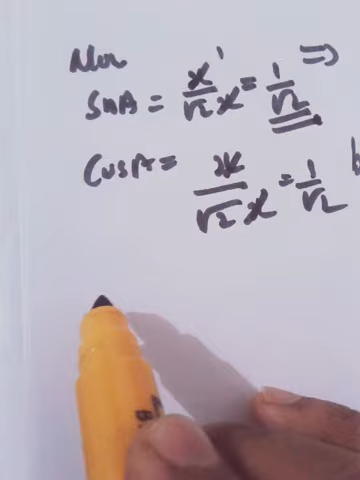 Now
SinA = x/√2x = 1/√2 ⇒
CosA = x/√2x = 1/√2